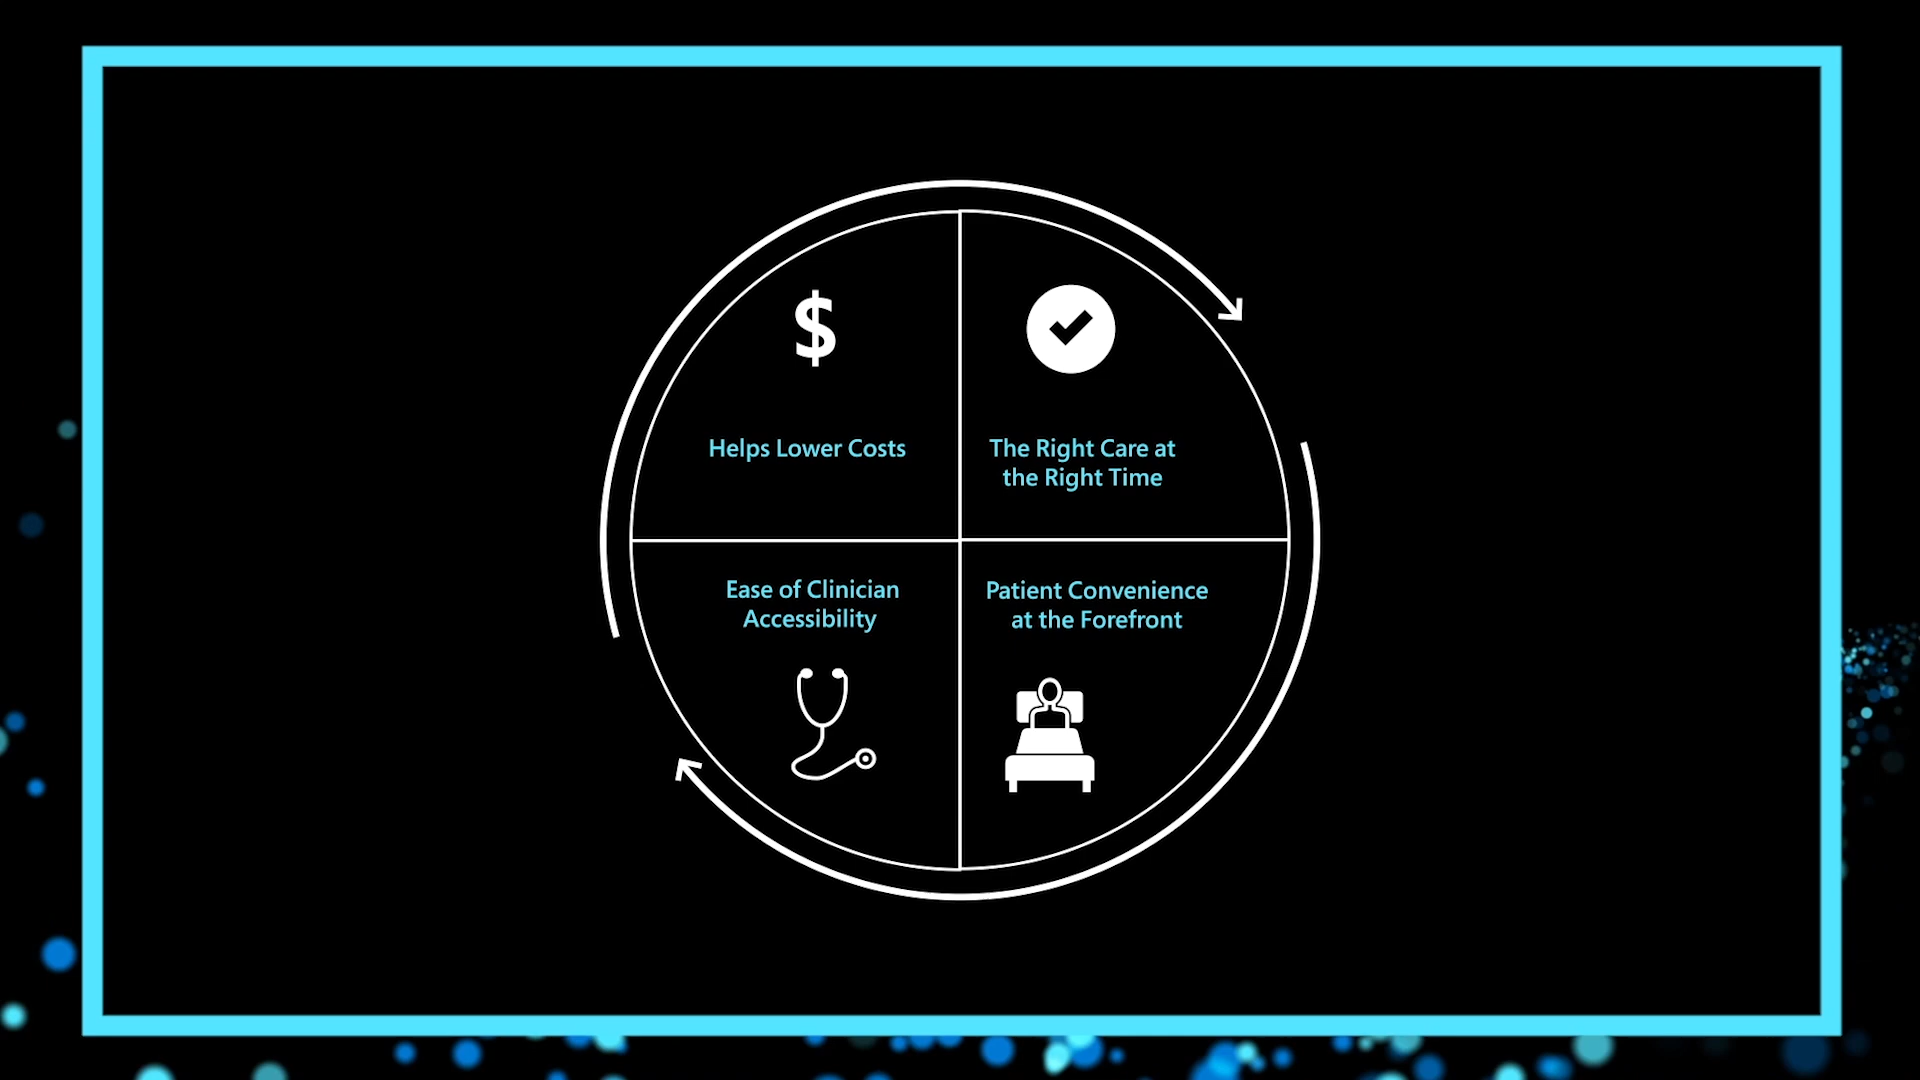 $
Helps Lower Costs
The Right Care at
the Right Time
Ease of Clinician
Accessibility
Patient Convenience
at the Forefront